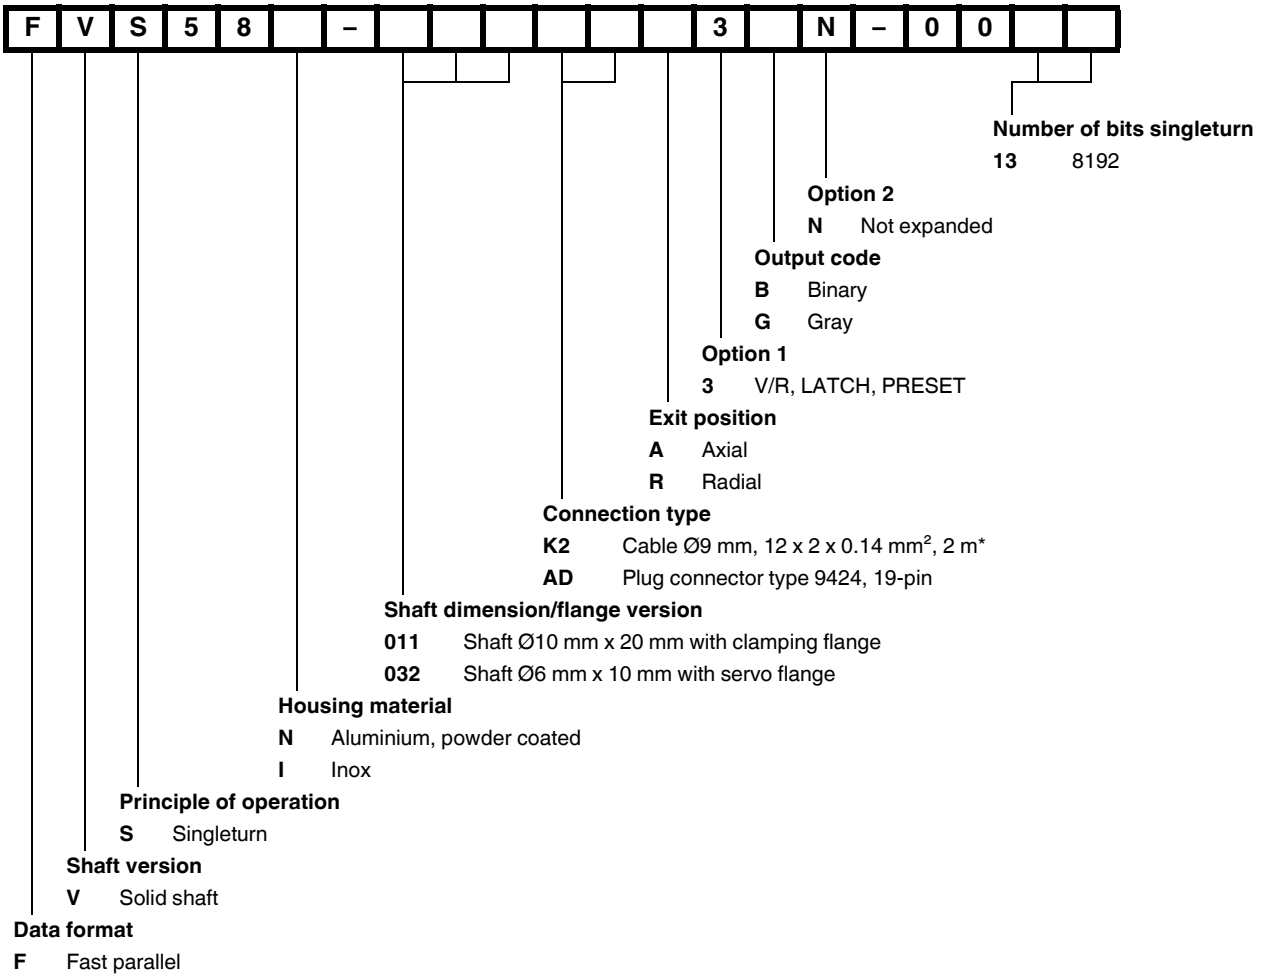 F V S 5 8 – 3 N – 0 0
Number of bits singleturn
13 8192
Option 2
N Not expanded
Output code
B Binary
G Gray
Option 1
3 V/R, LATCH, PRESET
Exit position
A Axial
R Radial
Connection type
K2 Cable Ø9 mm, 12 x 2 x 0.14 mm², 2 m*
AD Plug connector type 9424, 19-pin
Shaft dimension/flange version
011 Shaft Ø10 mm x 20 mm with clamping flange
032 Shaft Ø6 mm x 10 mm with servo flange
Housing material
N Aluminium, powder coated
I Inox
Principle of operation
S Singleturn
Shaft version
V Solid shaft
Data format
F Fast parallel